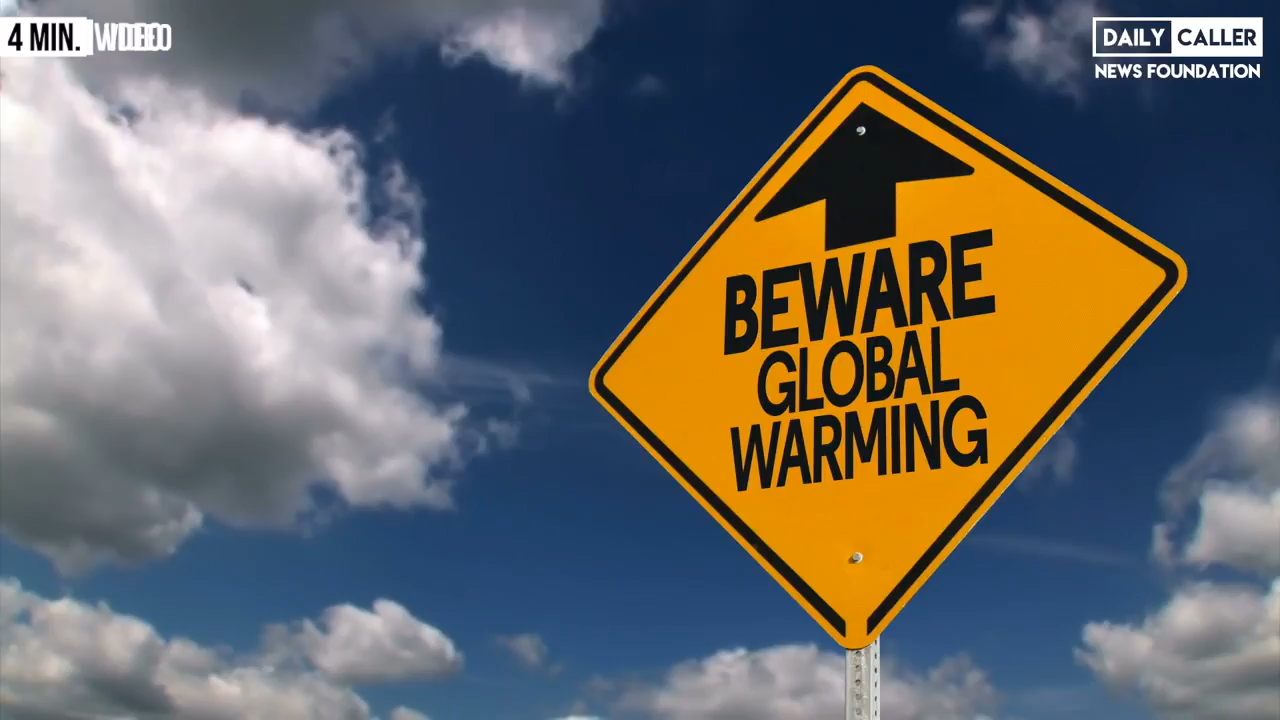 4 MIN.
DAILY CALLER
NEWS FOUNDATION
BEWARE
GLOBAL
WARMING